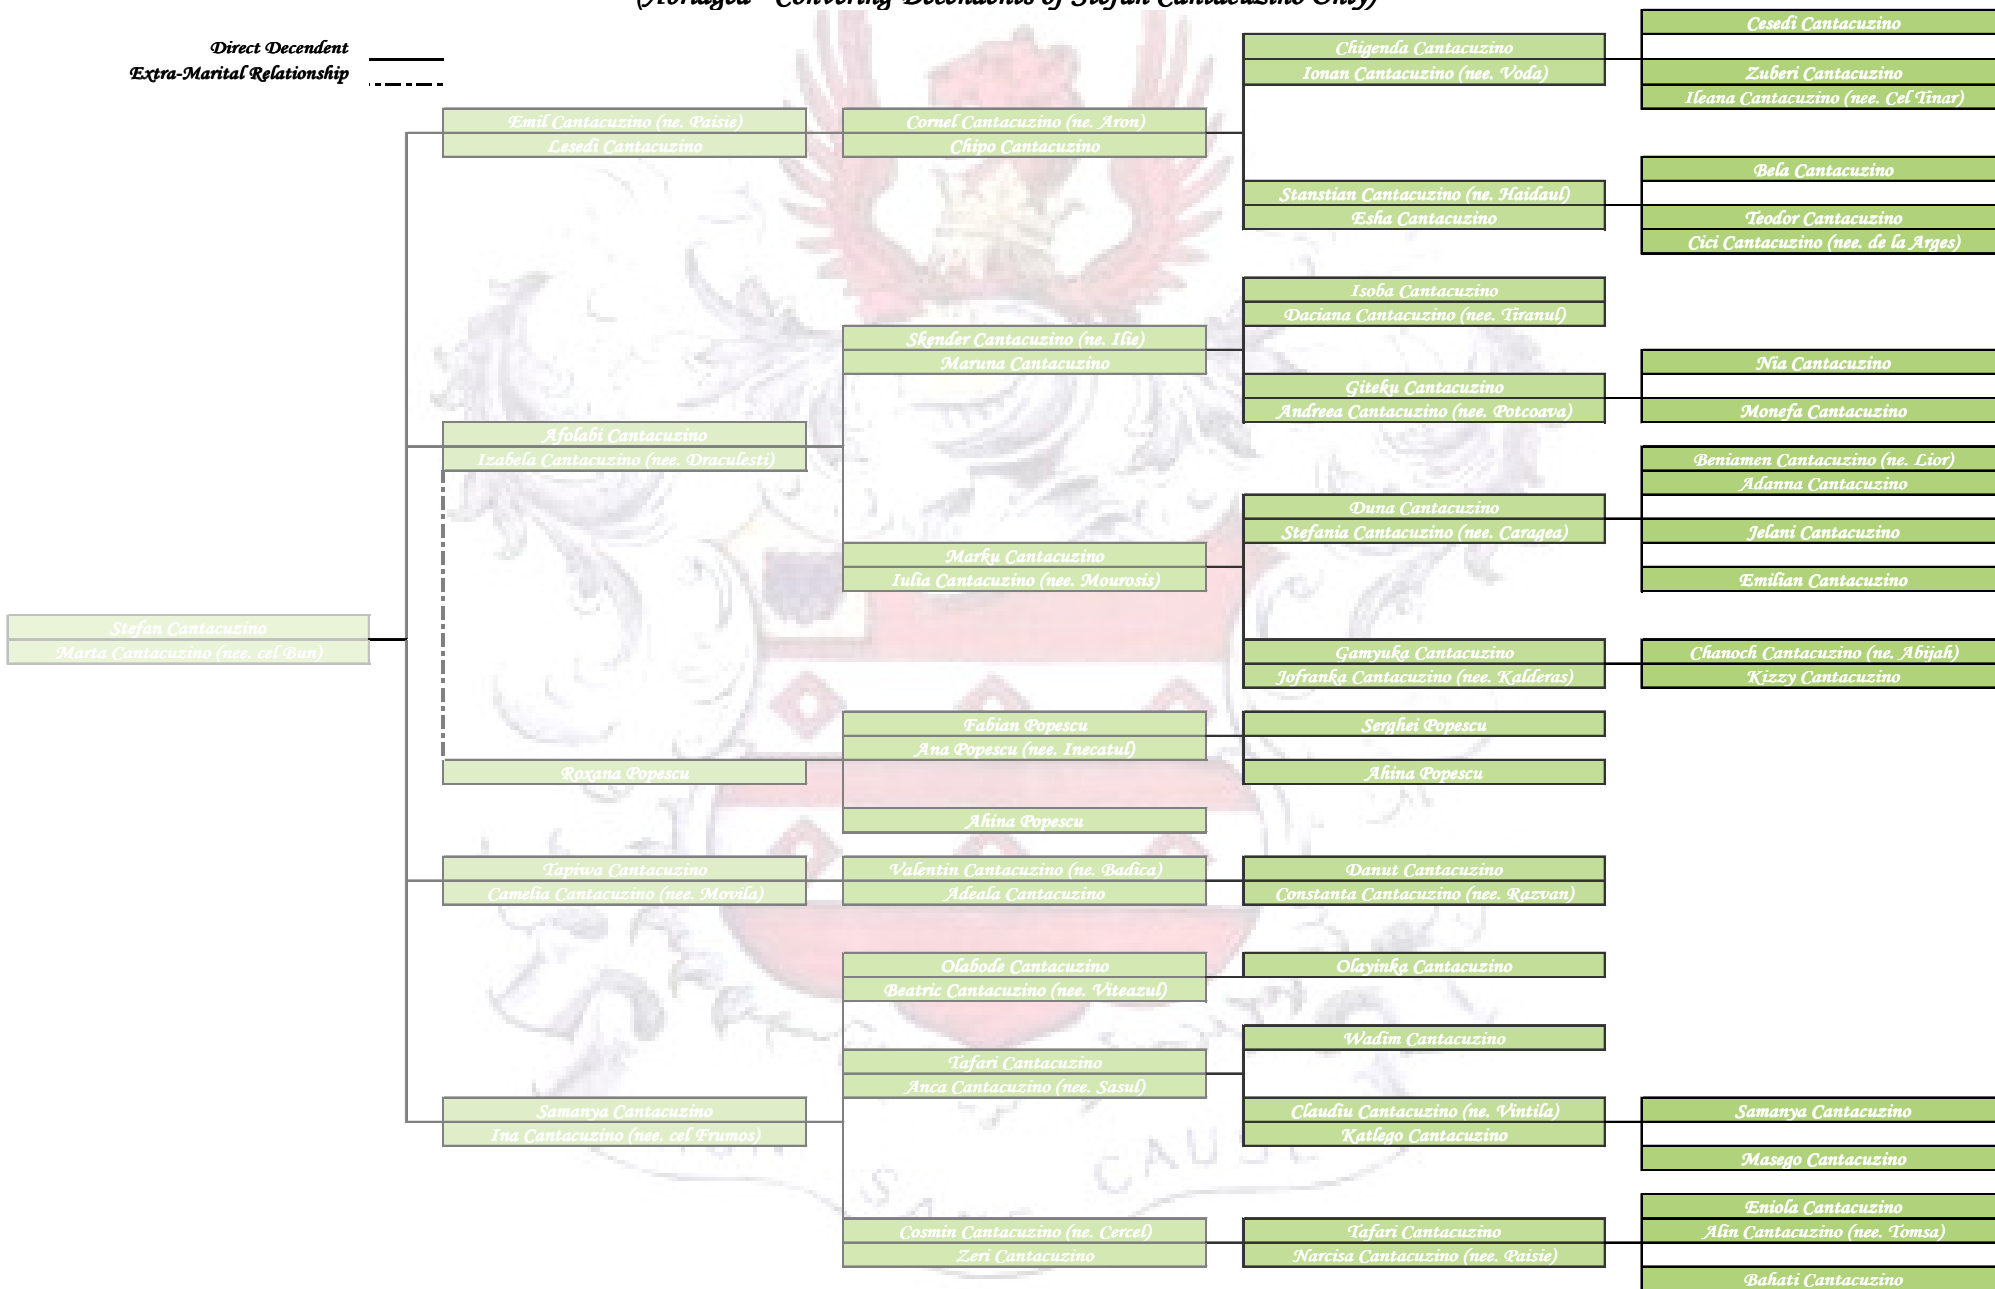 (Abridged - Convering Decendents of Stefan Cantacuzino Only)
Direct Decendent
Extra-Marital Relationship
Stefan Cantacuzino
Marta Cantacuzino (nee. cel Bun)
Emil Cantacuzino (ne. Paisie)
Lesedi Cantacuzino
Afolabi Cantacuzino
Izabela Cantacuzino (nee. Draculesti)
Roxana Popescu
Tapiwa Cantacuzino
Camelia Cantacuzino (nee. Movila)
Samanya Cantacuzino
Ina Cantacuzino (nee. cel Frumos)
Cornel Cantacuzino (ne. Aron)
Chipo Cantacuzino
Skender Cantacuzino (ne. Ilie)
Maruna Cantacuzino
Marku Cantacuzino
Iulia Cantacuzino (nee. Mourosis)
Fabian Popescu
Ana Popescu (nee. Inecatul)
Ahina Popescu
Valentin Cantacuzino (ne. Badica)
Adeala Cantacuzino
Olabode Cantacuzino
Beatric Cantacuzino (nee. Viteazul)
Tafari Cantacuzino
Anca Cantacuzino (nee. Sasul)
Cosmin Cantacuzino (ne. Cercel)
Zeri Cantacuzino
Chigenda Cantacuzino
Ionan Cantacuzino (nee. Voda)
Stanstian Cantacuzino (ne. Haidaul)
Esha Cantacuzino
Isoba Cantacuzino
Daciana Cantacuzino (nee. Tiranul)
Giteku Cantacuzino
Andreea Cantacuzino (nee. Potcoava)
Duna Cantacuzino
Stefania Cantacuzino (nee. Caragea)
Gamyuka Cantacuzino
Jofranka Cantacuzino (nee. Kalderas)
Serghei Popescu
Ahina Popescu
Danut Cantacuzino
Constanta Cantacuzino (nee. Razvan)
Olayinka Cantacuzino
Wadim Cantacuzino
Claudiu Cantacuzino (ne. Vintila)
Katlego Cantacuzino
Tafari Cantacuzino
Narcisa Cantacuzino (nee. Paisie)
Cesedi Cantacuzino
Zuberi Cantacuzino
Ileana Cantacuzino (nee. Cel Tinar)
Bela Cantacuzino
Teodor Cantacuzino
Cici Cantacuzino (nee. de la Arges)
Nia Cantacuzino
Monefa Cantacuzino
Beniamen Cantacuzino (ne. Lior)
Adanna Cantacuzino
Jelani Cantacuzino
Emilian Cantacuzino
Chanoch Cantacuzino (ne. Abijah)
Kizzy Cantacuzino
Samanya Cantacuzino
Masego Cantacuzino
Eniola Cantacuzino
Alin Cantacuzino (nee. Tomsa)
Bahati Cantacuzino
CAUSE